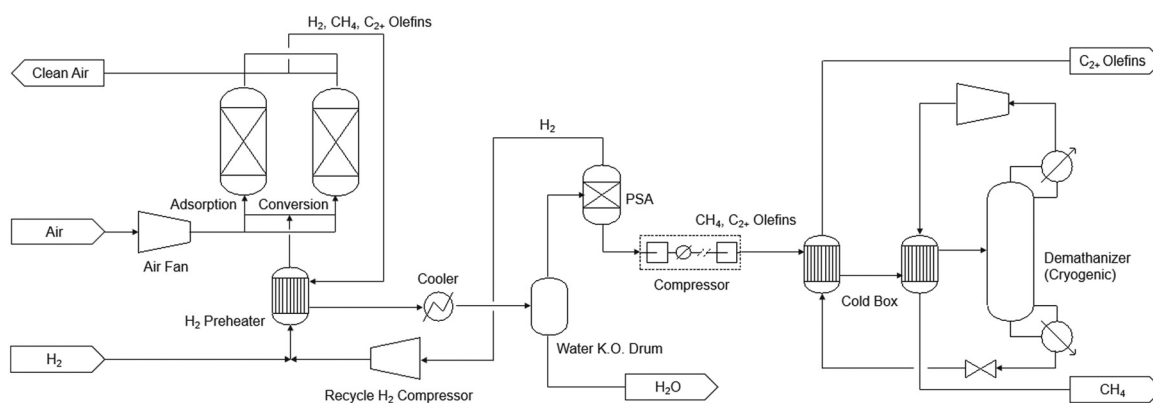 H₂, CH₄, C₂₊ Olefins
Clean Air
C₂₊ Olefins
H₂
Adsorption
Conversion
PSA
Air
Air Fan
CH₄, C₂₊ Olefins
Compressor
Cooler
Cold Box
Demathanizer
(Cryogenic)
H₂ Preheater
H₂
Water K.O. Drum
Recycle H₂ Compressor
H₂O
CH₄